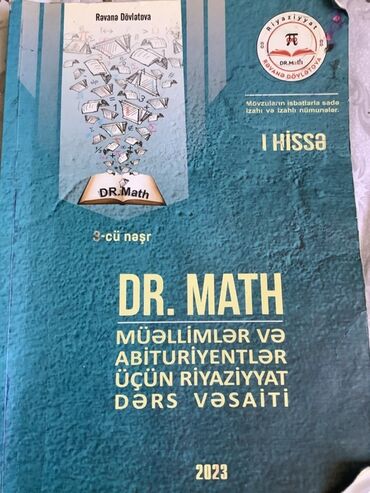 Rəvanə Dövlətova
Riyaziyyat
DR.Math
RƏVANƏ DÖVLƏTOVA
Mövzuların isbatlarla sadə
izahı və izahlı nümunələr.
I HİSSƏ
DR.Math
3-cü nəşr
DR. MATH
MÜƏLLİMLƏR VƏ
ABİTURİYENTLƏR
ÜÇÜN RİYAZİYYAT
DƏRS VƏSAİTİ
2023